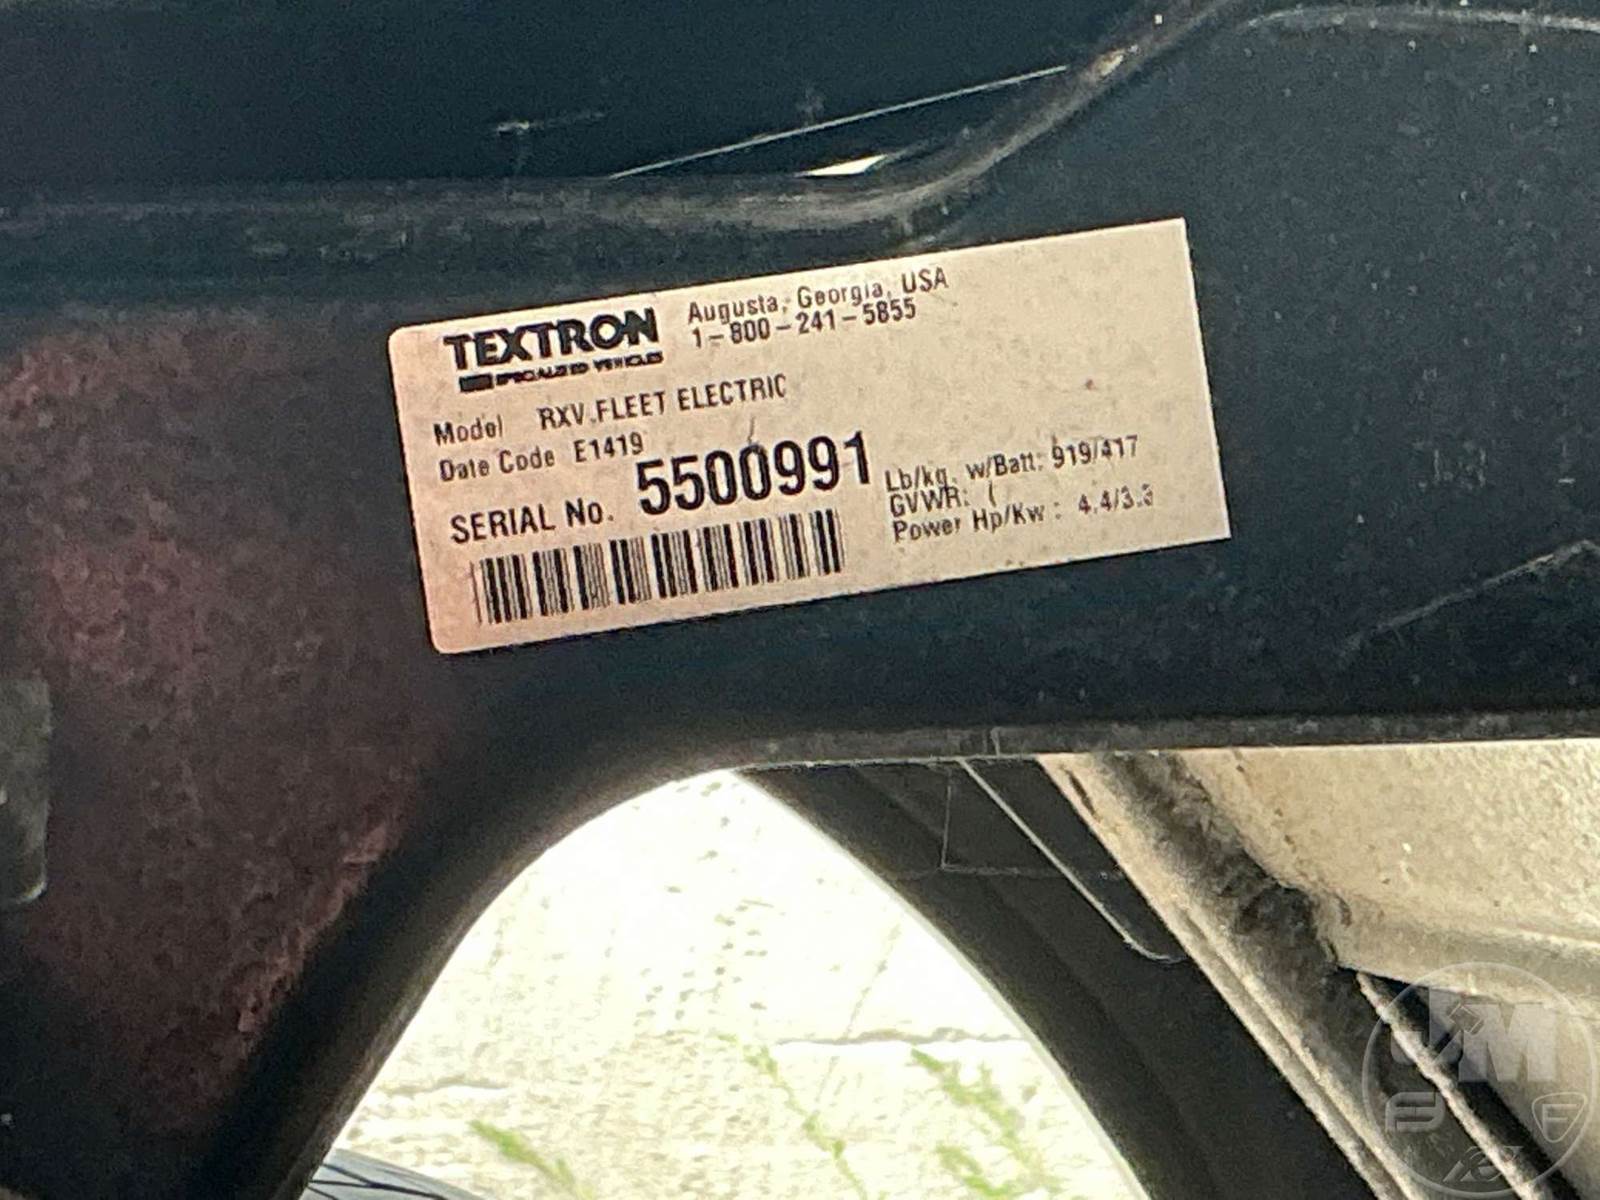 TEXTRON
SPECIALIZED VEHICLES
Augusta, Georgia, USA
1-800-241-5855
Model RXV FLEET ELECTRIC
Date Code E1419
SERIAL No. 5500991
Lb/kg. w/Batt: 919/417
GVWR: (
Power Hp/Kw : 4.4/3.3
JM